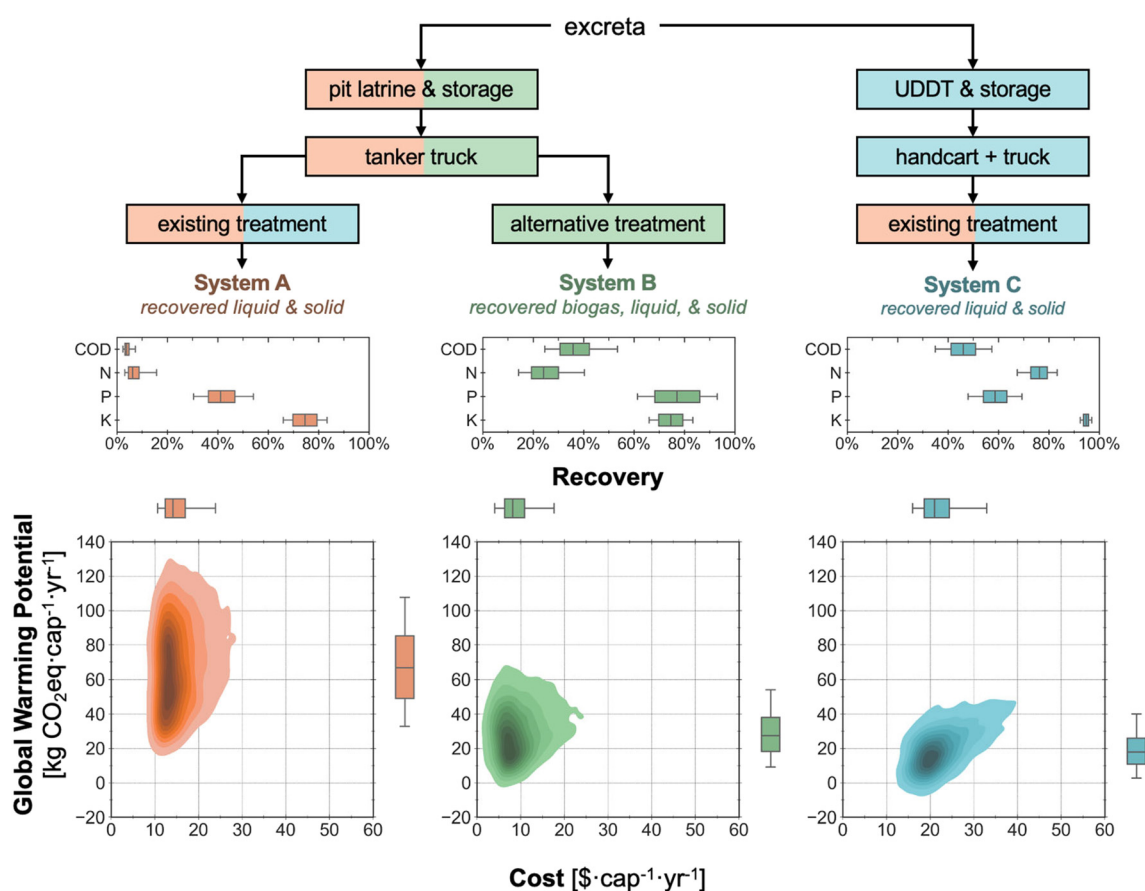 excreta
pit latrine & storage
UDDT & storage
tanker truck
handcart + truck
existing treatment
alternative treatment
existing treatment
System A
recovered liquid & solid
System B
recovered biogas, liquid, & solid
System C
recovered liquid & solid
COD
N
P
K
0% 20% 40% 60% 80% 100%
COD
N
P
K
0% 20% 40% 60% 80% 100%
COD
N
P
K
0% 20% 40% 60% 80% 100%
Recovery
Global Warming Potential
[kg CO₂eq·cap⁻¹·yr⁻¹]
140
120
100
80
60
40
20
0
−20
0 10 20 30 40 50 60
140
120
100
80
60
40
20
0
−20
0 10 20 30 40 50 60
140
120
100
80
60
40
20
0
−20
0 10 20 30 40 50 60
Cost [$·cap⁻¹·yr⁻¹]